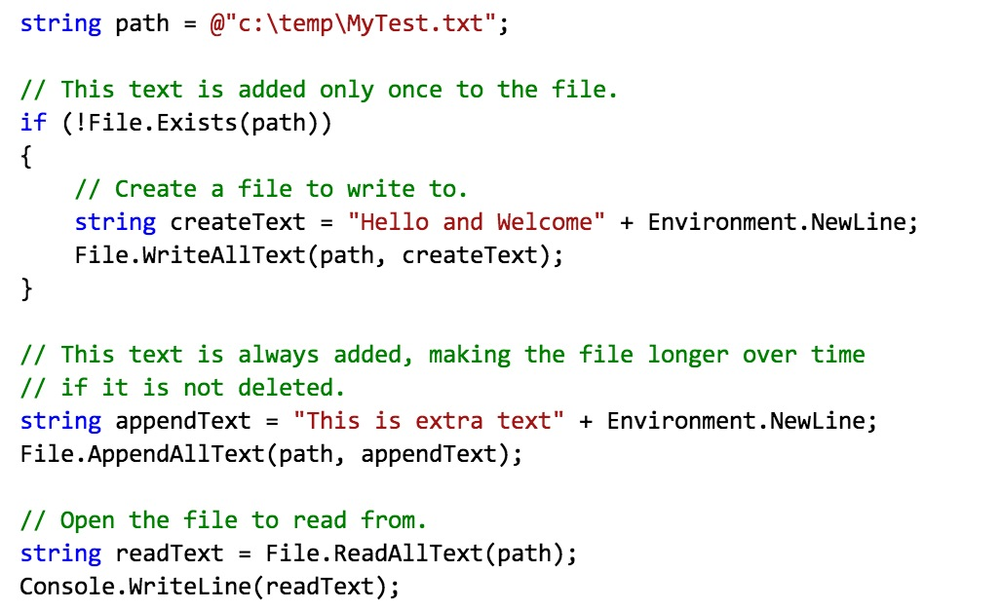 string path = @"c:\temp\MyTest.txt";
// This text is added only once to the file.
if (!File.Exists(path))
{
    // Create a file to write to.
    string createText = "Hello and Welcome" + Environment.NewLine;
    File.WriteAllText(path, createText);
}
// This text is always added, making the file longer over time
// if it is not deleted.
string appendText = "This is extra text" + Environment.NewLine;
File.AppendAllText(path, appendText);
// Open the file to read from.
string readText = File.ReadAllText(path);
Console.WriteLine(readText);